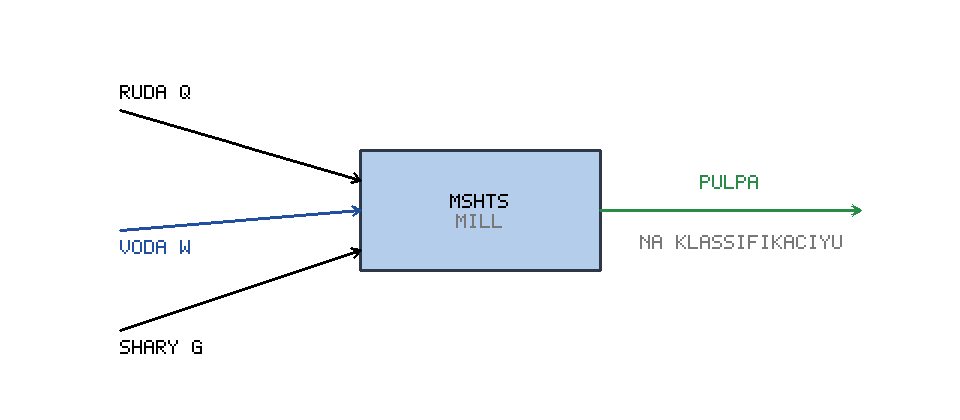 RUDA Q
VODA W
SHARY G
MSHTS
MILL
PULPA
NA KLASSIFIKACIYU